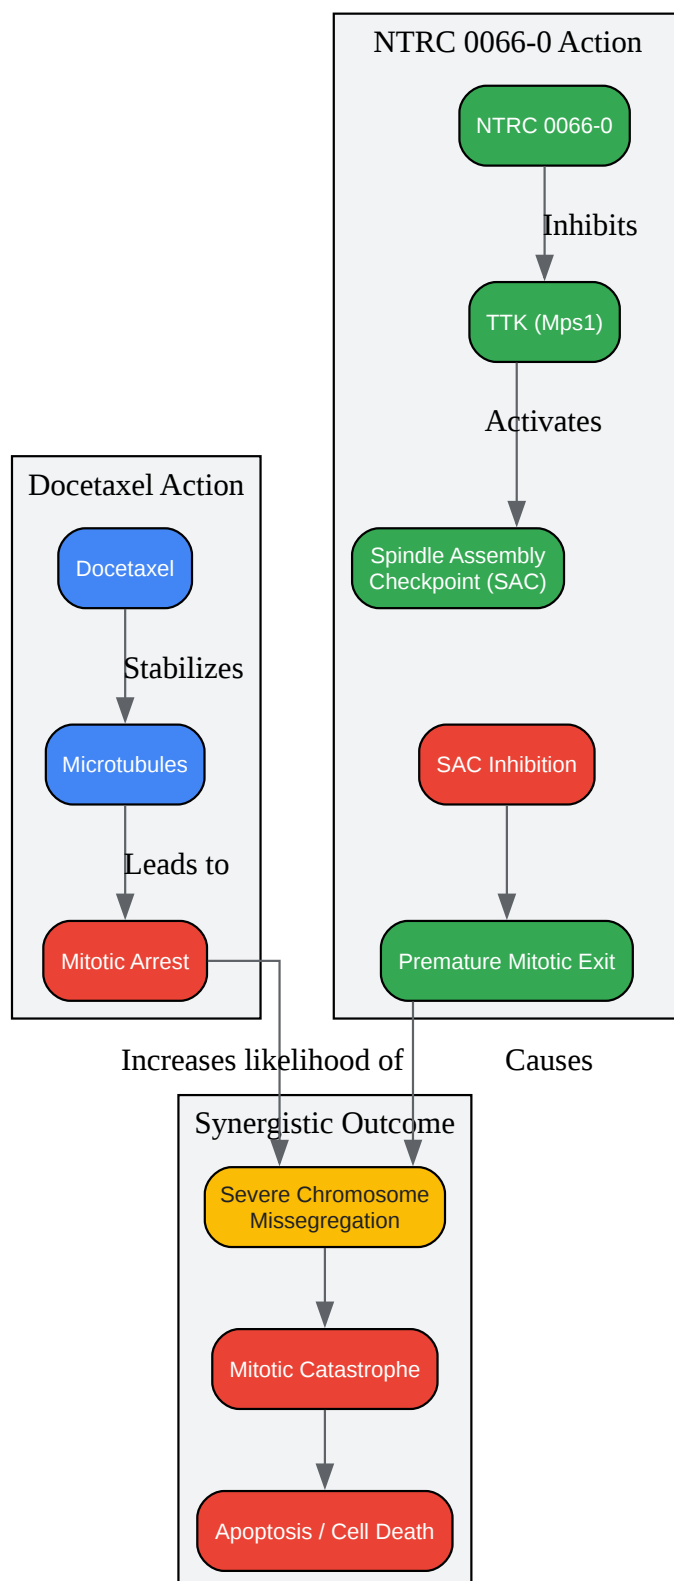 NTRC 0066-0 Action
NTRC 0066-0
Inhibits
TTK (Mps1)
Activates
Spindle Assembly
Checkpoint (SAC)
SAC Inhibition
Premature Mitotic Exit
Docetaxel Action
Docetaxel
Stabilizes
Microtubules
Leads to
Mitotic Arrest
Increases likelihood of
Causes
Synergistic Outcome
Severe Chromosome
Missegregation
Mitotic Catastrophe
Apoptosis / Cell Death